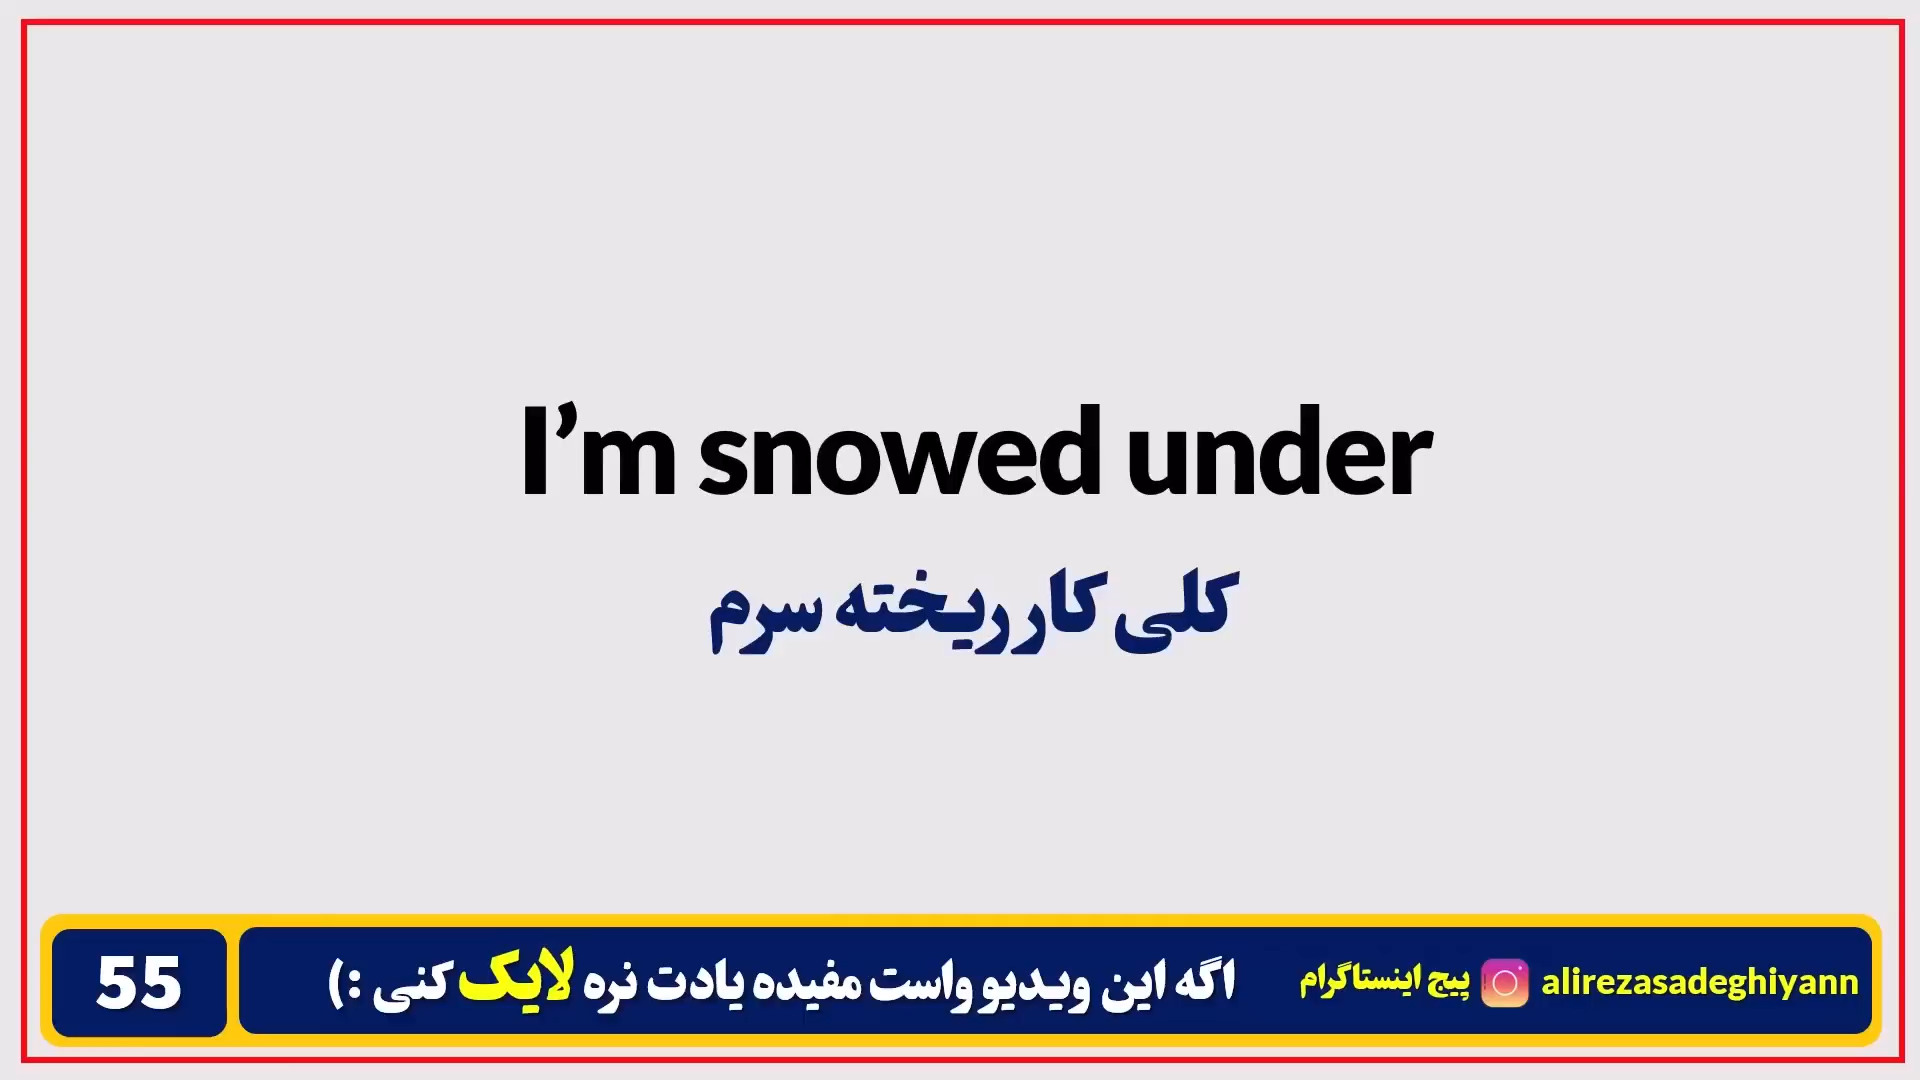 I’m snowed under
کلی کار ریخته سرم
55
اگه این ویدیو واست مفیده یادت نره لایک کنی :)
پیج اینستاگرام
alirezasadeghiyann